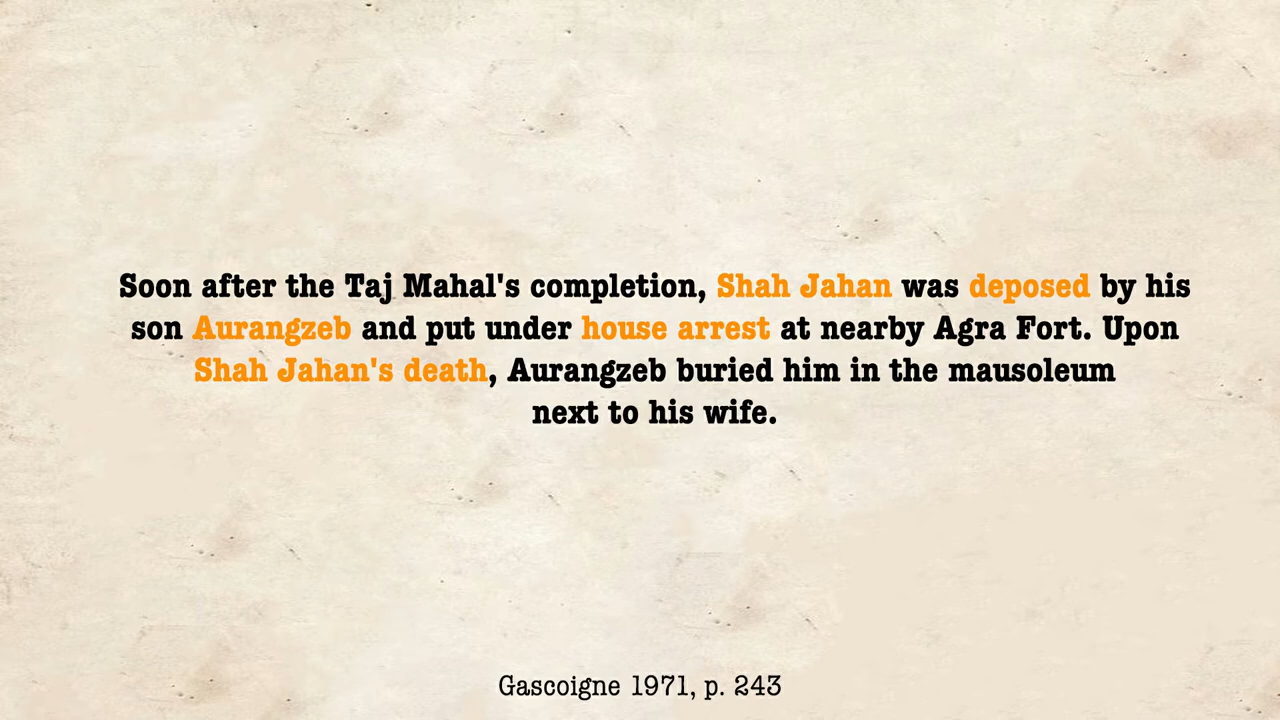 Soon after the Taj Mahal's completion, Shah Jahan was deposed by his
son Aurangzeb and put under house arrest at nearby Agra Fort. Upon
Shah Jahan's death, Aurangzeb buried him in the mausoleum
next to his wife.
Gascoigne 1971, p. 243